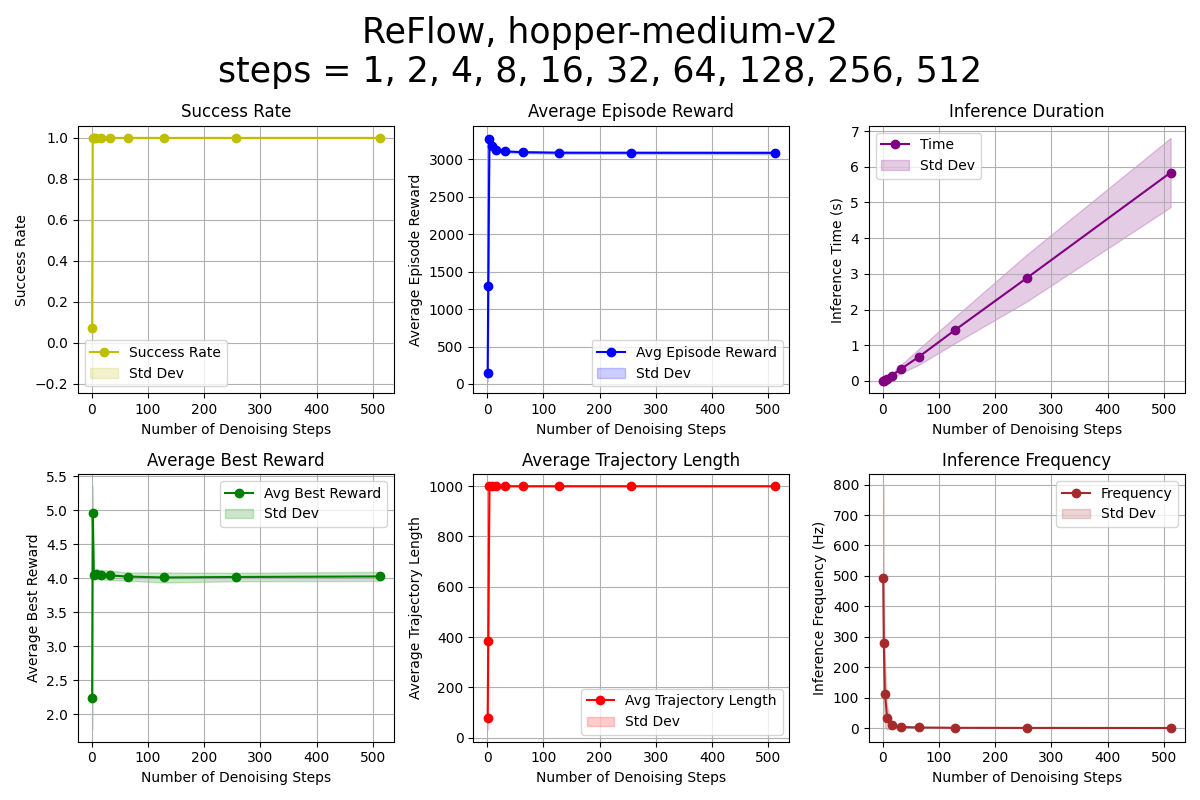 ReFlow, hopper-medium-v2
steps = 1, 2, 4, 8, 16, 32, 64, 128, 256, 512
Success Rate
Success Rate
1.0
0.8
0.6
0.4
0.2
0.0
−0.2
Success Rate
Std Dev
0 100 200 300 400 500
Number of Denoising Steps
Average Episode Reward
Average Episode Reward
3000
2500
2000
1500
1000
500
0
Avg Episode Reward
Std Dev
0 100 200 300 400 500
Number of Denoising Steps
Inference Duration
Inference Time (s)
7
6
5
4
3
2
1
0
Time
Std Dev
0 100 200 300 400 500
Number of Denoising Steps
Average Best Reward
Average Best Reward
5.5
5.0
4.5
4.0
3.5
3.0
2.5
2.0
Avg Best Reward
Std Dev
0 100 200 300 400 500
Number of Denoising Steps
Average Trajectory Length
Average Trajectory Length
1000
800
600
400
200
0
Avg Trajectory Length
Std Dev
0 100 200 300 400 500
Number of Denoising Steps
Inference Frequency
Inference Frequency (Hz)
800
700
600
500
400
300
200
100
0
Frequency
Std Dev
0 100 200 300 400 500
Number of Denoising Steps